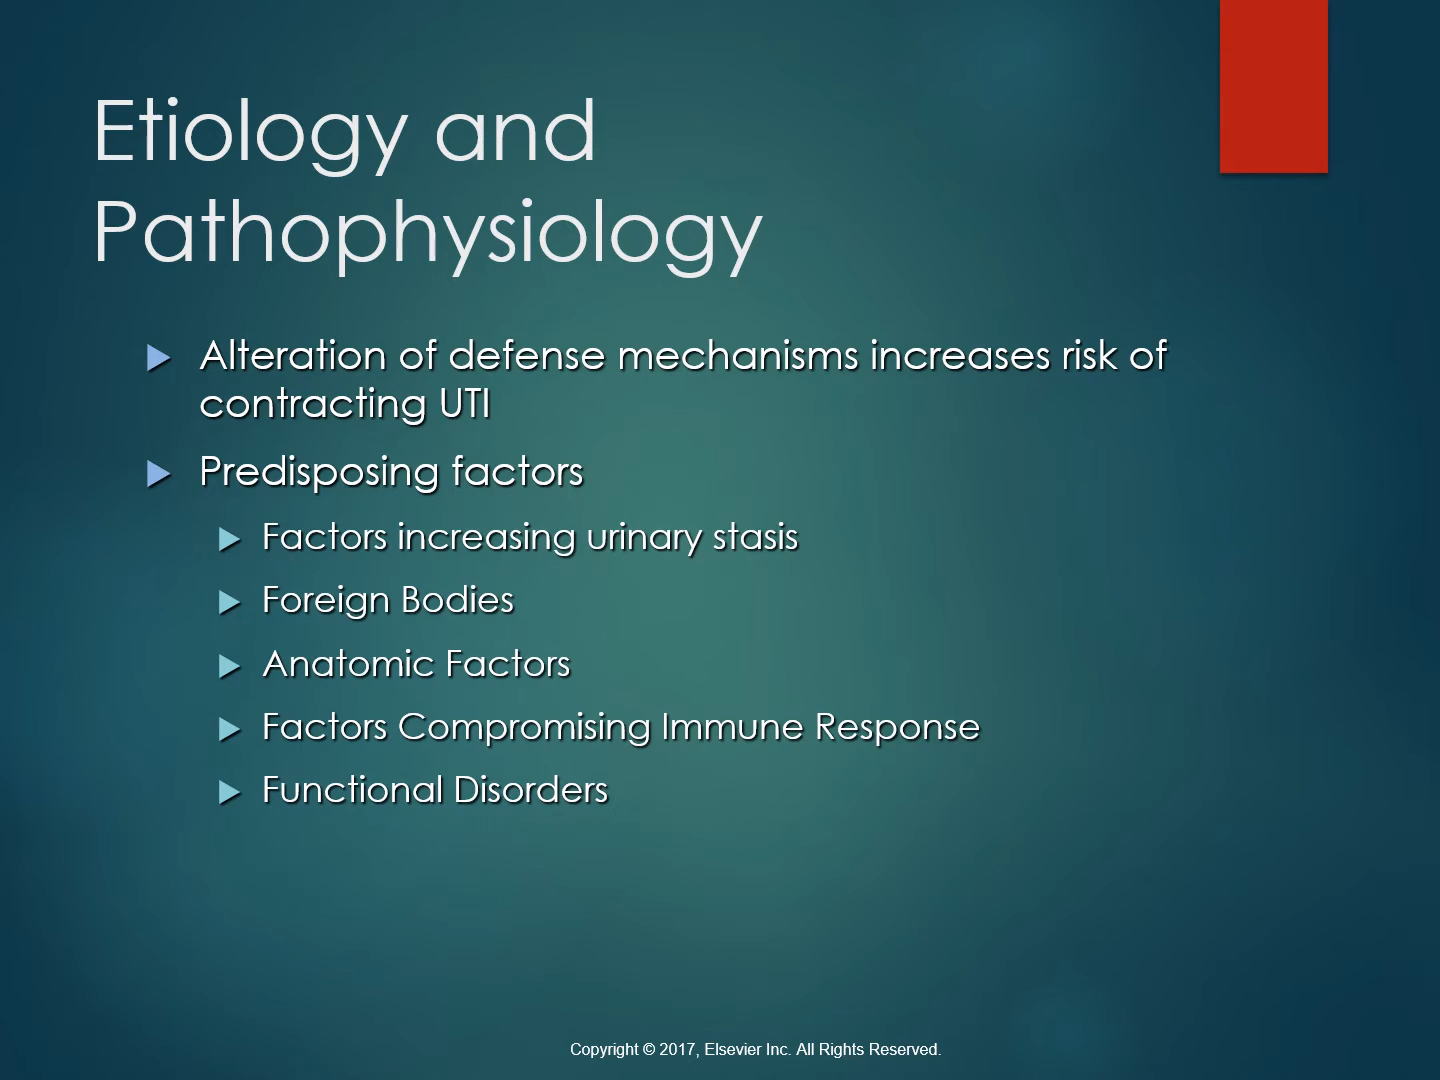 Etiology and
Pathophysiology
Alteration of defense mechanisms increases risk of
contracting UTI
Predisposing factors
Factors increasing urinary stasis
Foreign Bodies
Anatomic Factors
Factors Compromising Immune Response
Functional Disorders
Copyright © 2017, Elsevier Inc. All Rights Reserved.